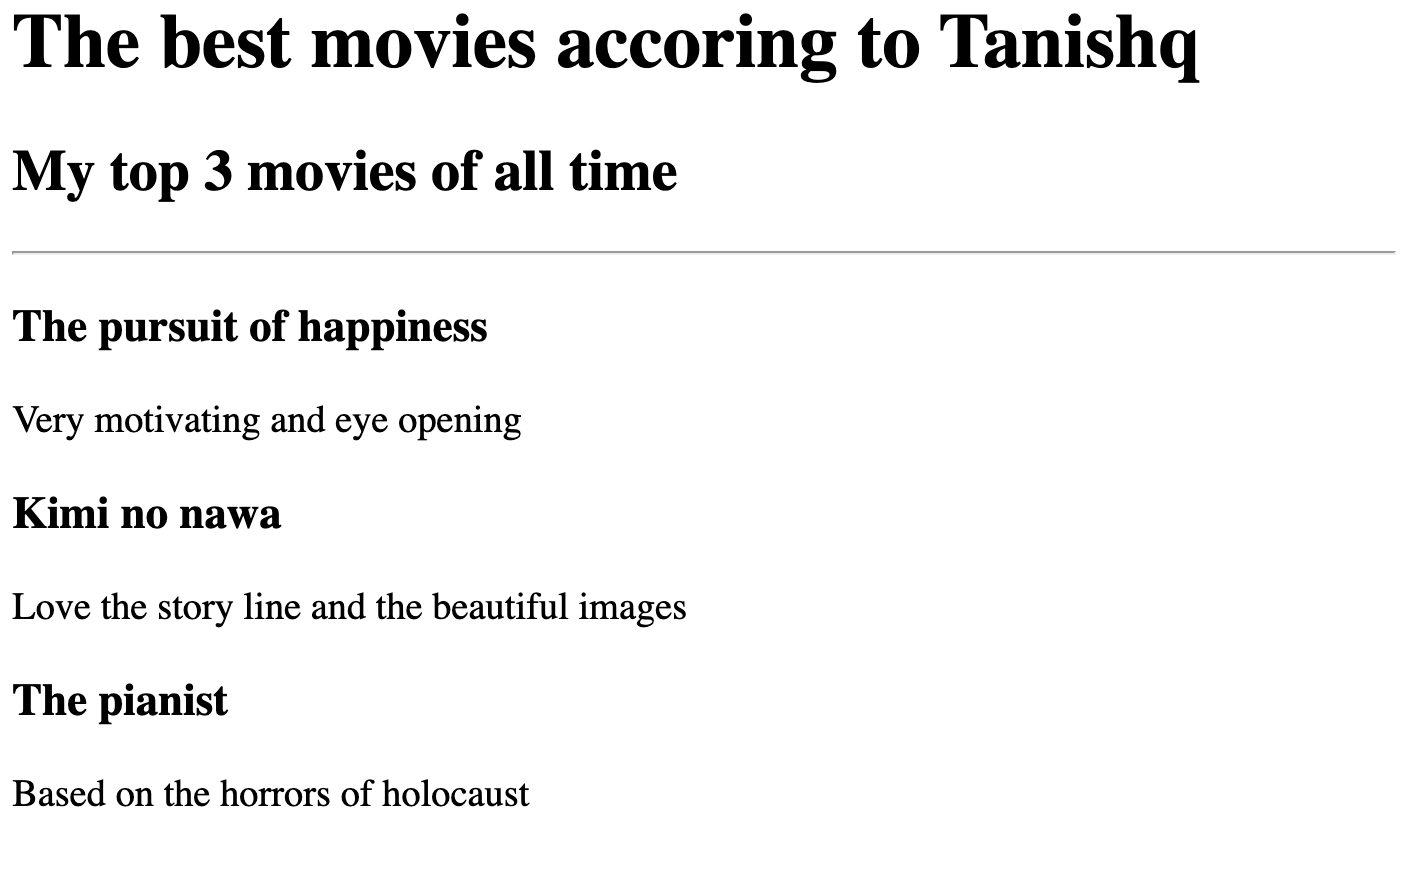 The best movies accoring to Tanishq
My top 3 movies of all time
The pursuit of happiness
Very motivating and eye opening
Kimi no nawa
Love the story line and the beautiful images
The pianist
Based on the horrors of holocaust